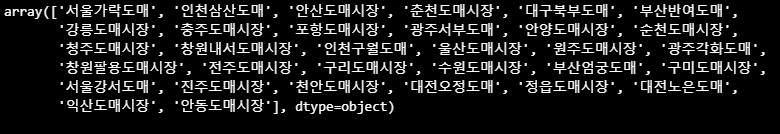 array(['서울가락도매', '인천삼산도매', '안산도매시장', '춘천도매시장', '대구북부도매', '부산반여도매',
'강릉도매시장', '충주도매시장', '포항도매시장', '광주서부도매', '안양도매시장', '순천도매시장',
'청주도매시장', '창원내서도매시장', '인천구월도매', '울산도매시장', '원주도매시장', '광주각화도매',
'창원팔용도매시장', '전주도매시장', '구리도매시장', '수원도매시장', '부산엄궁도매', '구미도매시장',
'서울강서도매', '진주도매시장', '천안도매시장', '대전오정도매', '정읍도매시장', '대전노은도매',
'익산도매시장', '안동도매시장'], dtype=object)